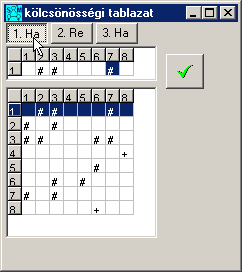 kölcsönösségi tablazat
1. Ha 2. Re 3. Ha
1 2 3 4 5 6 7 8
1 # # #
1 2 3 4 5 6 7 8
1 # # #
2 # #
3 # # # #
4 +
5 #
6 # #
7 # # #
8 +